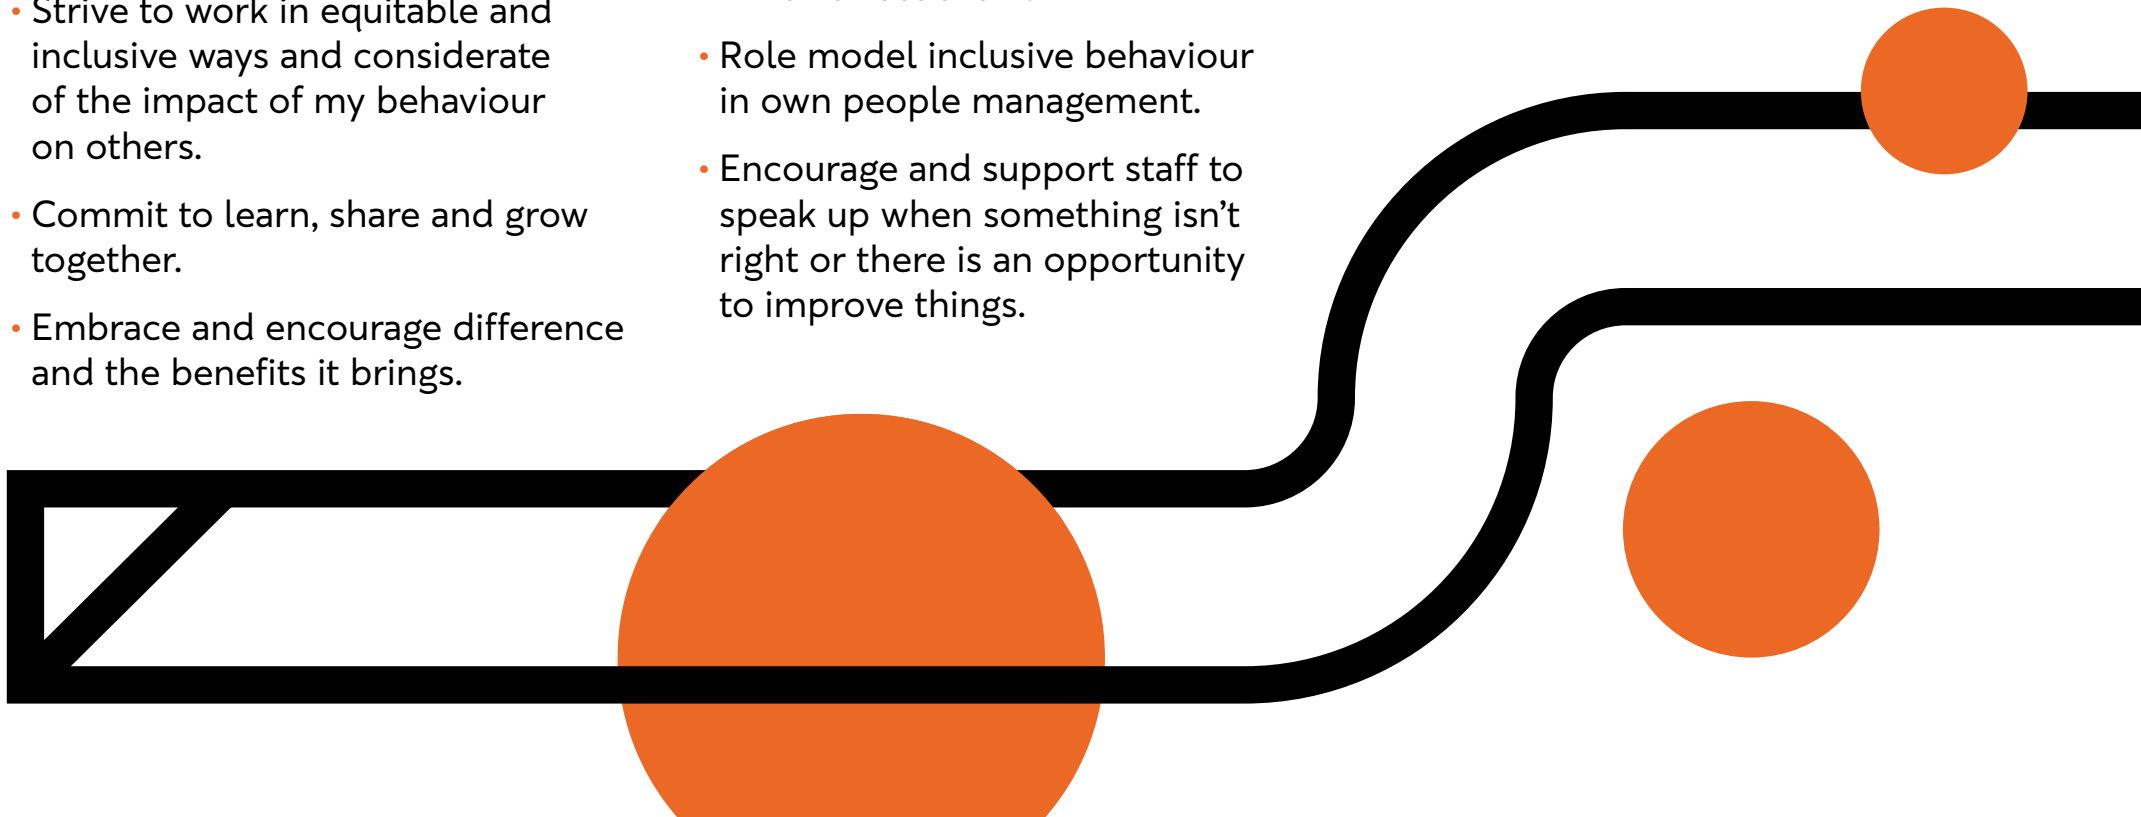 • Strive to work in equitable and
inclusive ways and considerate
of the impact of my behaviour
on others.
• Commit to learn, share and grow
together.
• Embrace and encourage difference
and the benefits it brings.
• Role model inclusive behaviour
in own people management.
• Encourage and support staff to
speak up when something isn’t
right or there is an opportunity
to improve things.